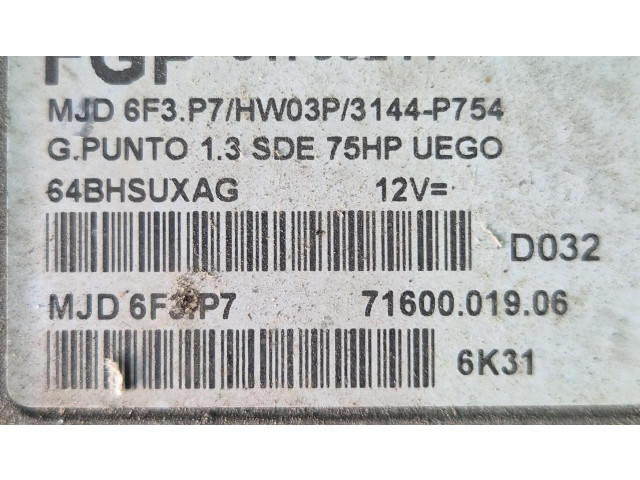 FGP
MJD 6F3.P7/HW03P/3144-P754
G.PUNTO 1.3 SDE 75HP UEGO
64BHSUXAG 12V=
D032
MJD 6F3.P7 71600.019.06
6K31